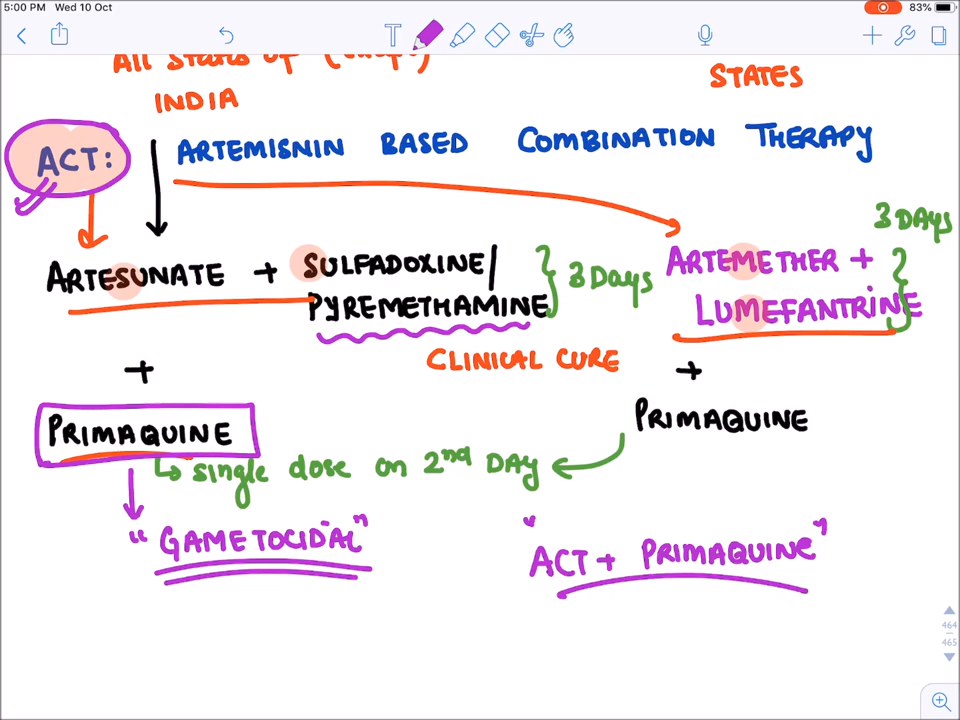 5:00 PM Wed 10 Oct
83%
T
All States of (except)
STATES
INDIA
ACT: ARTEMISNIN BASED COMBINATION THERAPY
3 DAYS
ARTESUNATE + SULFADOXINE/
PYREMETHAMINE
3 Days
ARTEMETHER +
LUMEFANTRINE
CLINICAL CURE
+
+
PRIMAQUINE
PRIMAQUINE
single dose on 2nd DAY
"GAMETOCIDAL"
"ACT + PRIMAQUINE"
464
465